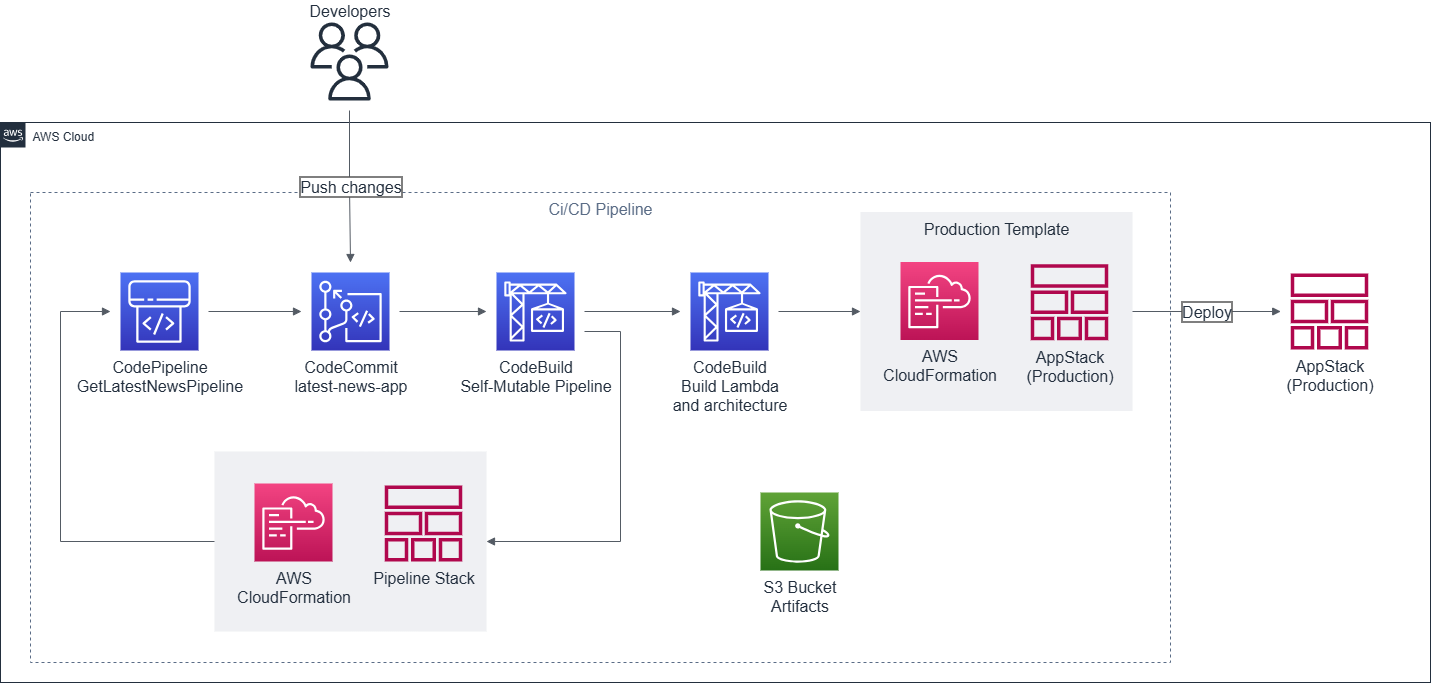 Developers
aws
AWS Cloud
Push changes
Ci/CD Pipeline
Production Template
CodePipeline
GetLatestNewsPipeline
CodeCommit
latest-news-app
CodeBuild
Self-Mutable Pipeline
CodeBuild
Build Lambda
and architecture
AWS
CloudFormation
AppStack
(Production)
Deploy
AppStack
(Production)
AWS
CloudFormation
Pipeline Stack
S3 Bucket
Artifacts